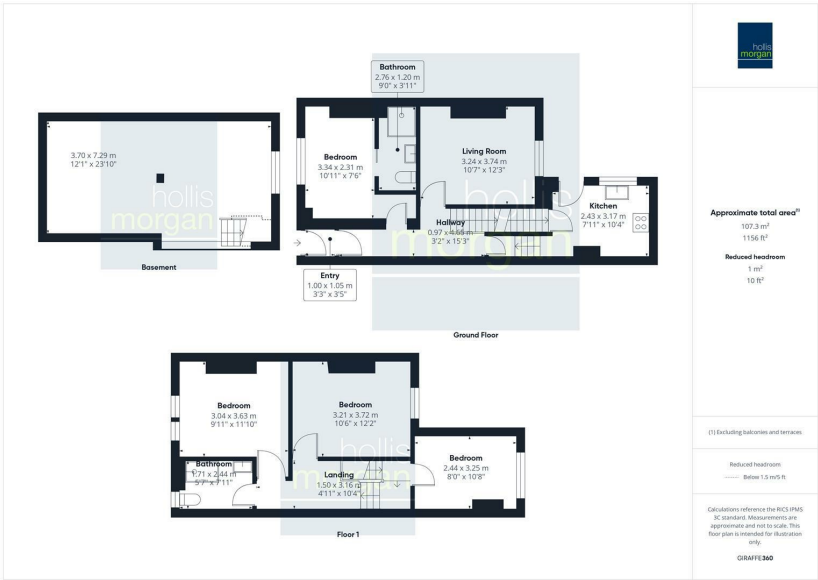 Bathroom
2.76 x 1.20 m
9'0" x 3'11"
Bedroom
3.34 x 2.31 m
10'11" x 7'6"
Living Room
3.24 x 3.74 m
10'7" x 12'3"
Kitchen
2.43 x 3.17 m
7'11" x 10'4"
Hallway
0.97 x 4.65 m
3'2" x 15'3"
Entry
1.00 x 1.05 m
3'3" x 3'5"
Ground Floor
3.70 x 7.29 m
12'1" x 23'10"
Basement
hollis
morgan
hollis
morgan
Bedroom
3.04 x 3.63 m
9'11" x 11'10"
Bedroom
3.21 x 3.72 m
10'6" x 12'2"
Bedroom
2.44 x 3.25 m
8'0" x 10'8"
Bathroom
1.71 x 2.44 m
5'7" x 7'11"
Landing
1.50 x 3.16 m
4'11" x 10'4"
hollis
morgan
Floor 1
hollis
morgan
Approximate total area(1)
107.3 m²
1156 ft²
Reduced headroom
1 m²
10 ft²
(1) Excluding balconies and terraces
Reduced headroom
Below 1.5 m/5 ft
Calculations reference the RICS IPMS
3C standard. Measurements are
approximate and not to scale. This
floor plan is intended for illustration
only.
GIRAFFE360